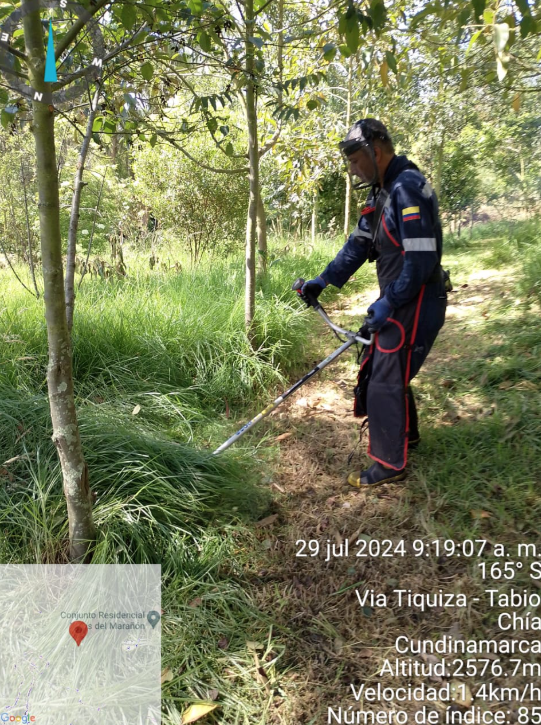 N
29 jul 2024 9:19:07 a. m.
165° S
Via Tiquiza - Tabio
Chía
Cundinamarca
Altitud:2576.7m
Velocidad:1.4km/h
Número de índice: 85
Conjunto Residencial
del Marañón
Google